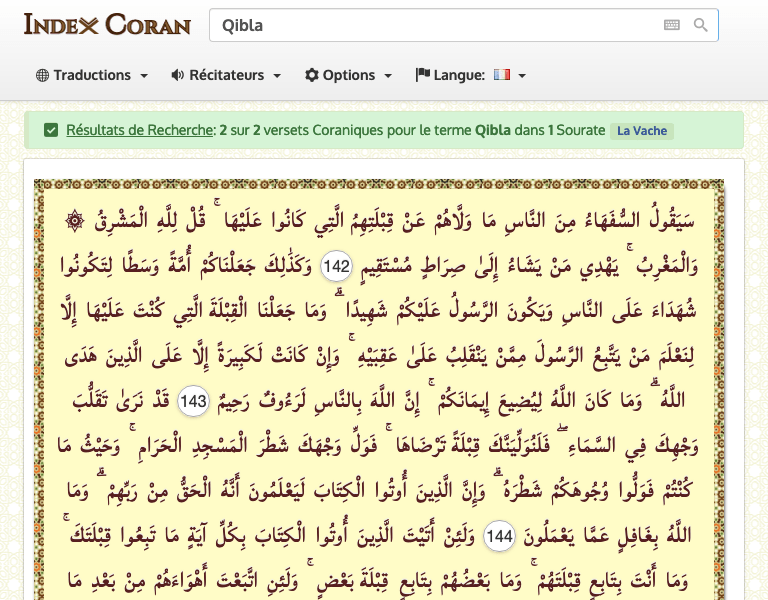 INDEX CORAN
Qibla
Traductions
Récitateurs
Options
Langue:
Résultats de Recherche: 2 sur 2 versets Coraniques pour le terme Qibla dans 1 Sourate La Vache
سَيَقُولُ السُّفَهَاءُ مِنَ النَّاسِ مَا وَلَّاهُمْ عَنْ قِبْلَتِهِمُ الَّتِي كَانُوا عَلَيْهَا ۚ قُلْ لِلَّهِ الْمَشْرِقُ ۞
وَالْمَغْرِبُ ۚ يَهْدِي مَنْ يَشَاءُ إِلَىٰ صِرَاطٍ مُسْتَقِيمٍ 142 وَكَذَٰلِكَ جَعَلْنَاكُمْ أُمَّةً وَسَطًا لِتَكُونُوا
شُهَدَاءَ عَلَى النَّاسِ وَيَكُونَ الرَّسُولُ عَلَيْكُمْ شَهِيدًا ۗ وَمَا جَعَلْنَا الْقِبْلَةَ الَّتِي كُنْتَ عَلَيْهَا إِلَّا
لِنَعْلَمَ مَنْ يَتَّبِعُ الرَّسُولَ مِمَّنْ يَنْقَلِبُ عَلَىٰ عَقِبَيْهِ ۚ وَإِنْ كَانَتْ لَكَبِيرَةً إِلَّا عَلَى الَّذِينَ هَدَى
اللَّهُ ۗ وَمَا كَانَ اللَّهُ لِيُضِيعَ إِيمَانَكُمْ ۚ إِنَّ اللَّهَ بِالنَّاسِ لَرَءُوفٌ رَحِيمٌ 143 قَدْ نَرَىٰ تَقَلُّبَ
وَجْهِكَ فِي السَّمَاءِ ۖ فَلَنُوَلِّيَنَّكَ قِبْلَةً تَرْضَاهَا ۚ فَوَلِّ وَجْهَكَ شَطْرَ الْمَسْجِدِ الْحَرَامِ ۚ وَحَيْثُ مَا
كُنْتُمْ فَوَلُّوا وُجُوهَكُمْ شَطْرَهُ ۗ وَإِنَّ الَّذِينَ أُوتُوا الْكِتَابَ لَيَعْلَمُونَ أَنَّهُ الْحَقُّ مِنْ رَبِّهِمْ ۗ وَمَا
اللَّهُ بِغَافِلٍ عَمَّا يَعْمَلُونَ 144 وَلَئِنْ أَتَيْتَ الَّذِينَ أُوتُوا الْكِتَابَ بِكُلِّ آيَةٍ مَا تَبِعُوا قِبْلَتَكَ ۚ
وَمَا أَنْتَ بِتَابِعٍ قِبْلَتَهُمْ ۚ وَمَا بَعْضُهُمْ بِتَابِعٍ قِبْلَةَ بَعْضٍ ۚ وَلَئِنِ اتَّبَعْتَ أَهْوَاءَهُمْ مِنْ بَعْدِ مَا